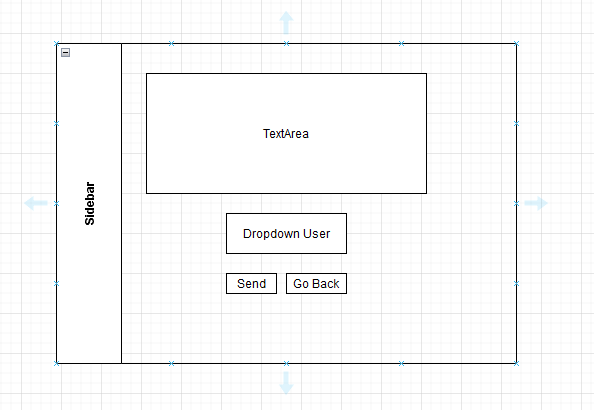 Sidebar
TextArea
Dropdown User
Send
Go Back